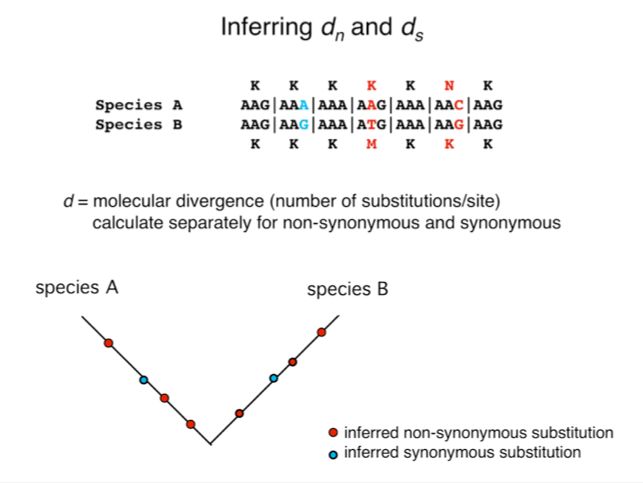 Inferring dn and ds
K K K K K N K
Species A AAG|AAA|AAA|AAG|AAA|AAC|AAG
Species B AAG|AAG|AAA|ATG|AAA|AAG|AAG
K K K M K K K
d = molecular divergence (number of substitutions/site)
calculate separately for non-synonymous and synonymous
species A
species B
inferred non-synonymous substitution
inferred synonymous substitution